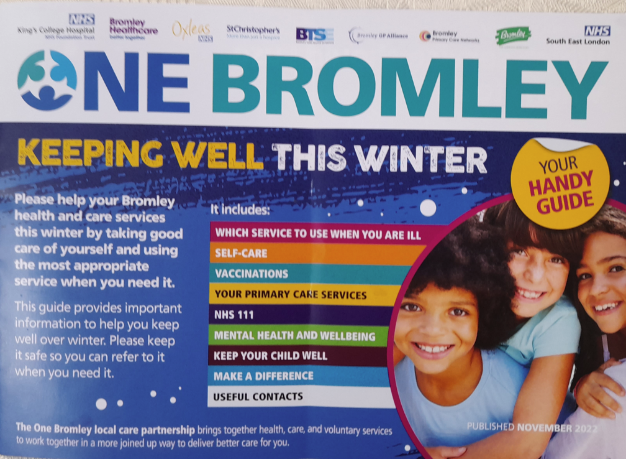 NHS
King's College Hospital
NHS Foundation Trust
Bromley
Healthcare
better together
Oxleas
NHS
StChristopher's
BTSE
Bromley GP Alliance
Bromley
Primary Care Networks
Bromley
NHS
South East London
ONE BROMLEY
KEEPING WELL THIS WINTER
YOUR
HANDY
GUIDE
Please help your Bromley
health and care services
this winter by taking good
care of yourself and using
the most appropriate
service when you need it.
This guide provides important
information to help you keep
well over winter. Please keep
it safe so you can refer to it
when you need it.
It includes:
WHICH SERVICE TO USE WHEN YOU ARE ILL
SELF-CARE
VACCINATIONS
YOUR PRIMARY CARE SERVICES
NHS 111
MENTAL HEALTH AND WELLBEING
KEEP YOUR CHILD WELL
MAKE A DIFFERENCE
USEFUL CONTACTS
PUBLISHED NOVEMBER 2022
The One Bromley local care partnership brings together health, care, and voluntary services
to work together in a more joined up way to deliver better care for you.